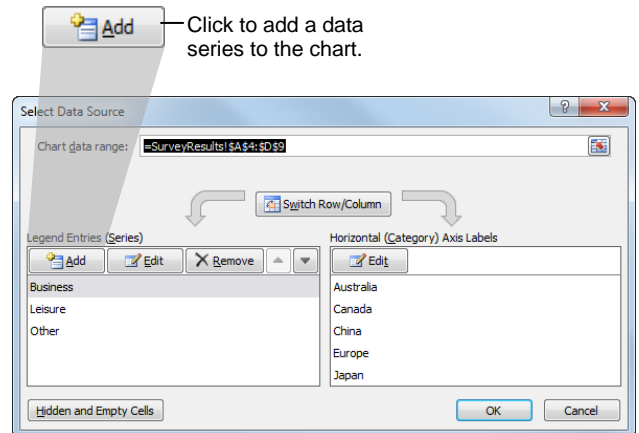 Add
Click to add a data
series to the chart.
Select Data Source
?
X
Chart data range:
=SurveyResults!$A$4:$D$9
Switch Row/Column
Legend Entries (Series)
Add
Edit
Remove
Business
Leisure
Other
Horizontal (Category) Axis Labels
Edit
Australia
Canada
China
Europe
Japan
Hidden and Empty Cells
OK
Cancel